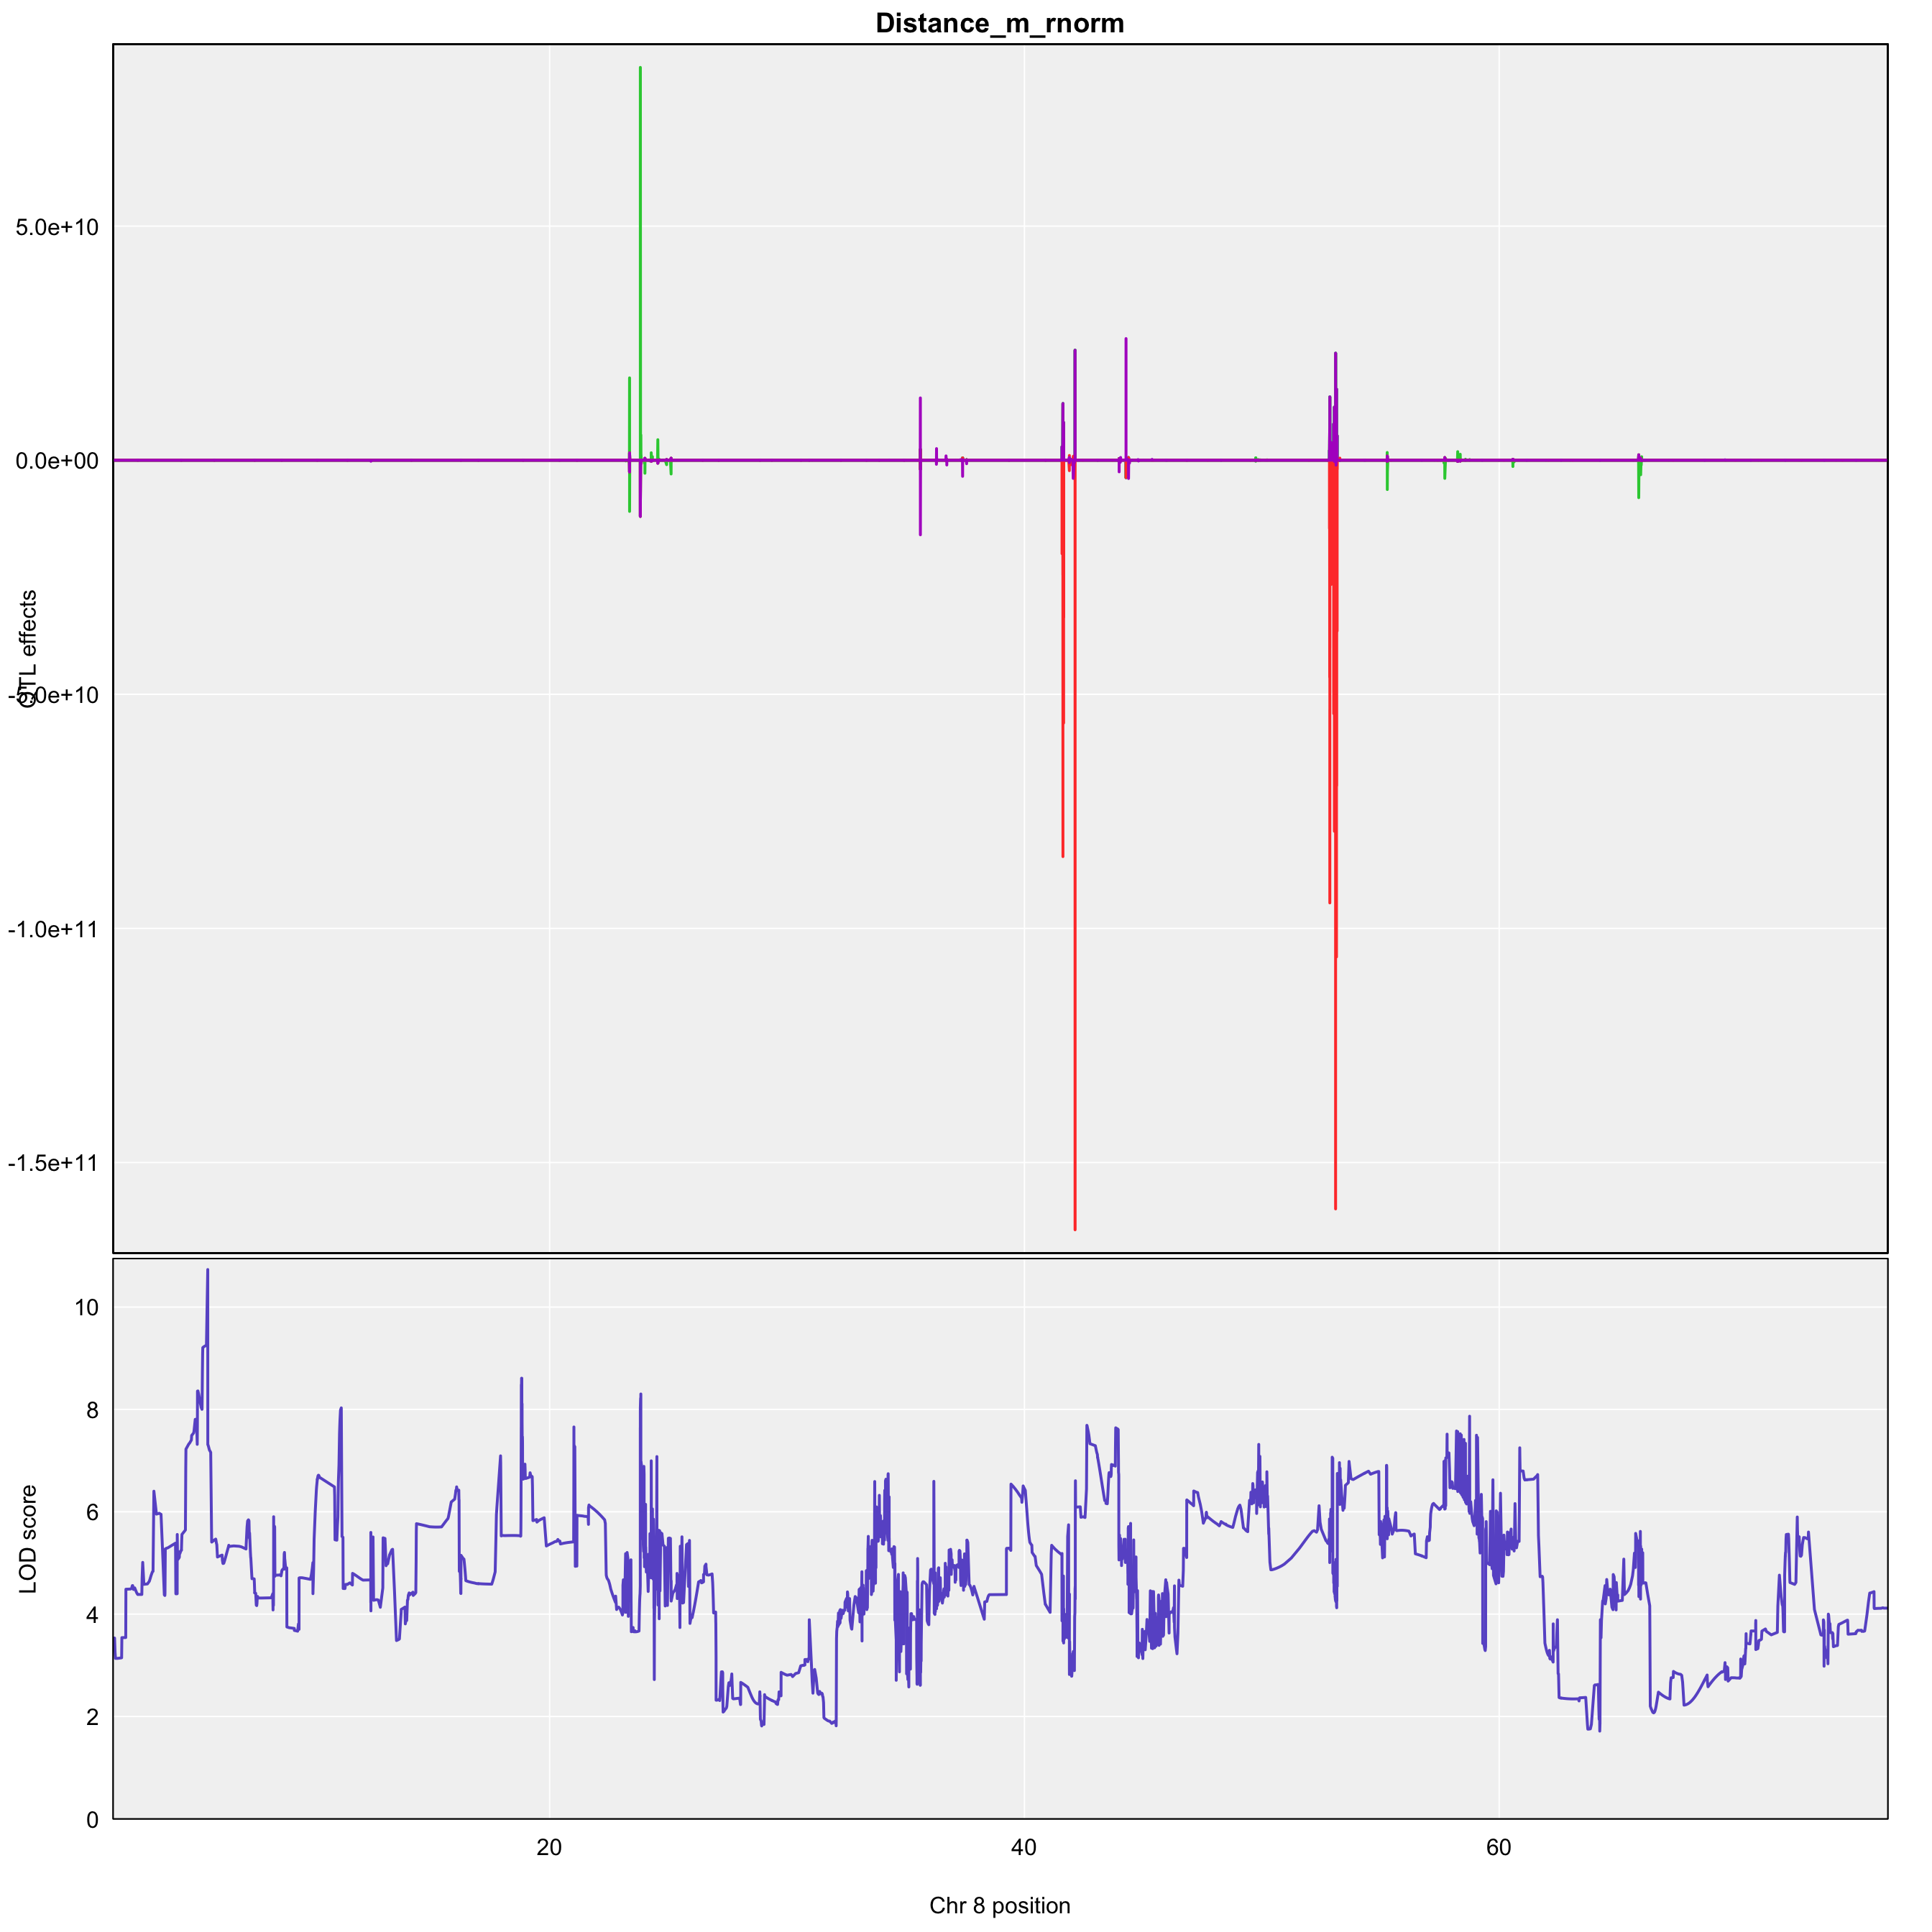 Distance_m_rnorm
5.0e+10
0.0e+00
-5.0e+10
-1.0e+11
-1.5e+11
QTL effects
10
8
6
4
2
0
LOD score
20 40 60
Chr 8 position